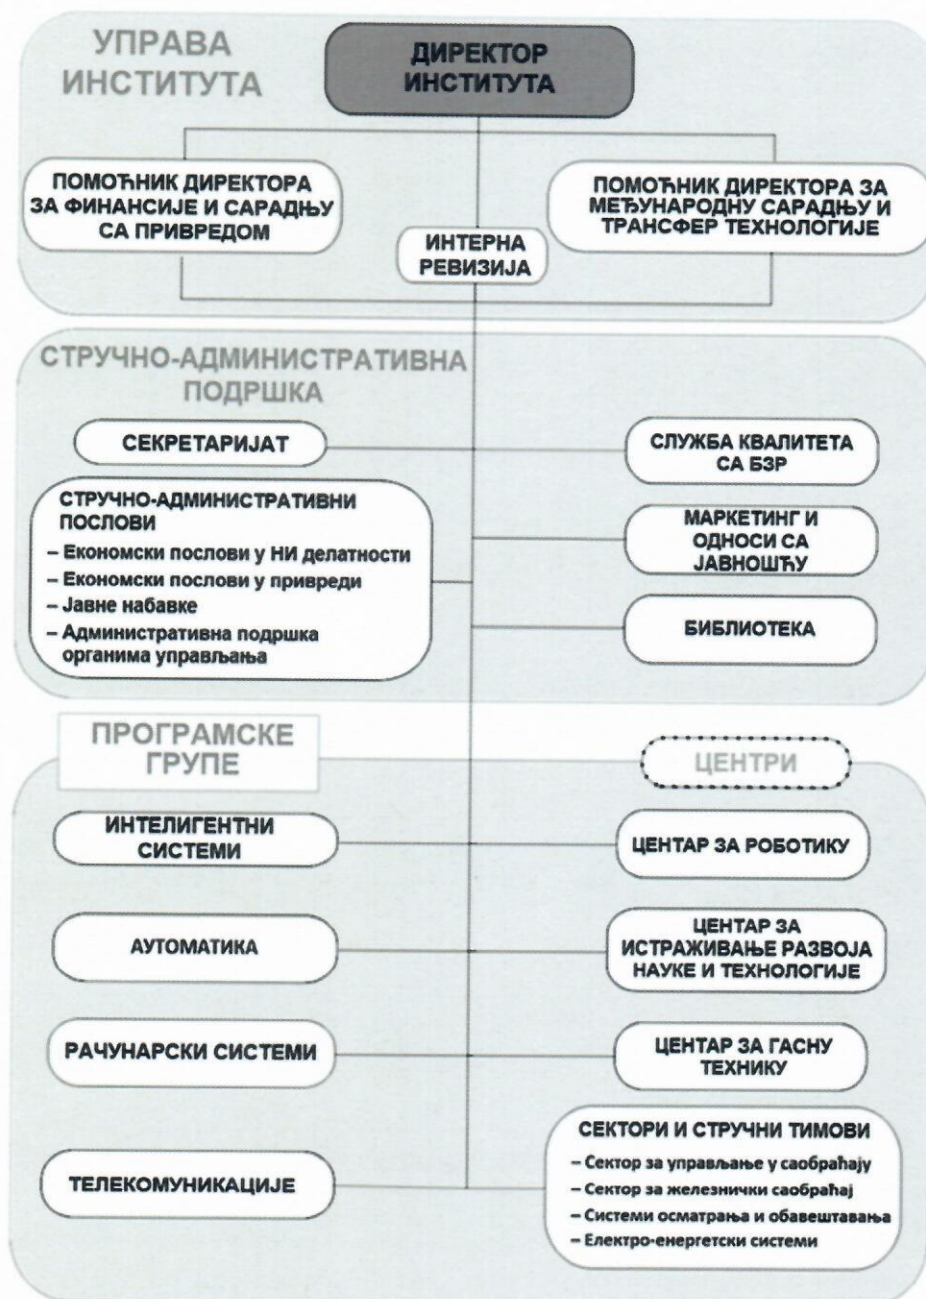 УПРАВА
ИНСТИТУТА
ДИРЕКТОР
ИНСТИТУТА
ПОМОЋНИК ДИРЕКТОРА
ЗА ФИНАНСИЈЕ И САРАДЊУ
СА ПРИВРЕДОМ
ИНТЕРНА
РЕВИЗИЈА
ПОМОЋНИК ДИРЕКТОРА ЗА
МЕЂУНАРОДНУ САРАДЊУ И
ТРАНСФЕР ТЕХНОЛОГИЈЕ
СТРУЧНО-АДМИНИСТРАТИВНА
ПОДРШКА
СЕКРЕТАРИЈАТ
СЛУЖБА КВАЛИТЕТА
СА БЗР
СТРУЧНО-АДМИНИСТРАТИВНИ
ПОСЛОВИ
– Економски послови у НИ делатности
– Економски послови у привреди
– Јавне набавке
– Административна подршка
органима управљања
МАРКЕТИНГ И
ОДНОСИ СА
ЈАВНОШЋУ
БИБЛИОТЕКА
ПРОГРАМСКЕ
ГРУПЕ
ЦЕНТРИ
ИНТЕЛИГЕНТНИ
СИСТЕМИ
ЦЕНТАР ЗА РОБОТИКУ
АУТОМАТИКА
ЦЕНТАР ЗА
ИСТРАЖИВАЊЕ РАЗВОЈА
НАУКЕ И ТЕХНОЛОГИЈЕ
РАЧУНАРСКИ СИСТЕМИ
ЦЕНТАР ЗА ГАСНУ
ТЕХНИКУ
ТЕЛЕКОМУНИКАЦИЈЕ
СЕКТОРИ И СТРУЧНИ ТИМОВИ
– Сектор за управљање у саобраћају
– Сектор за железнички саобраћај
– Системи осматрања и обавештавања
– Електро-енергетски системи